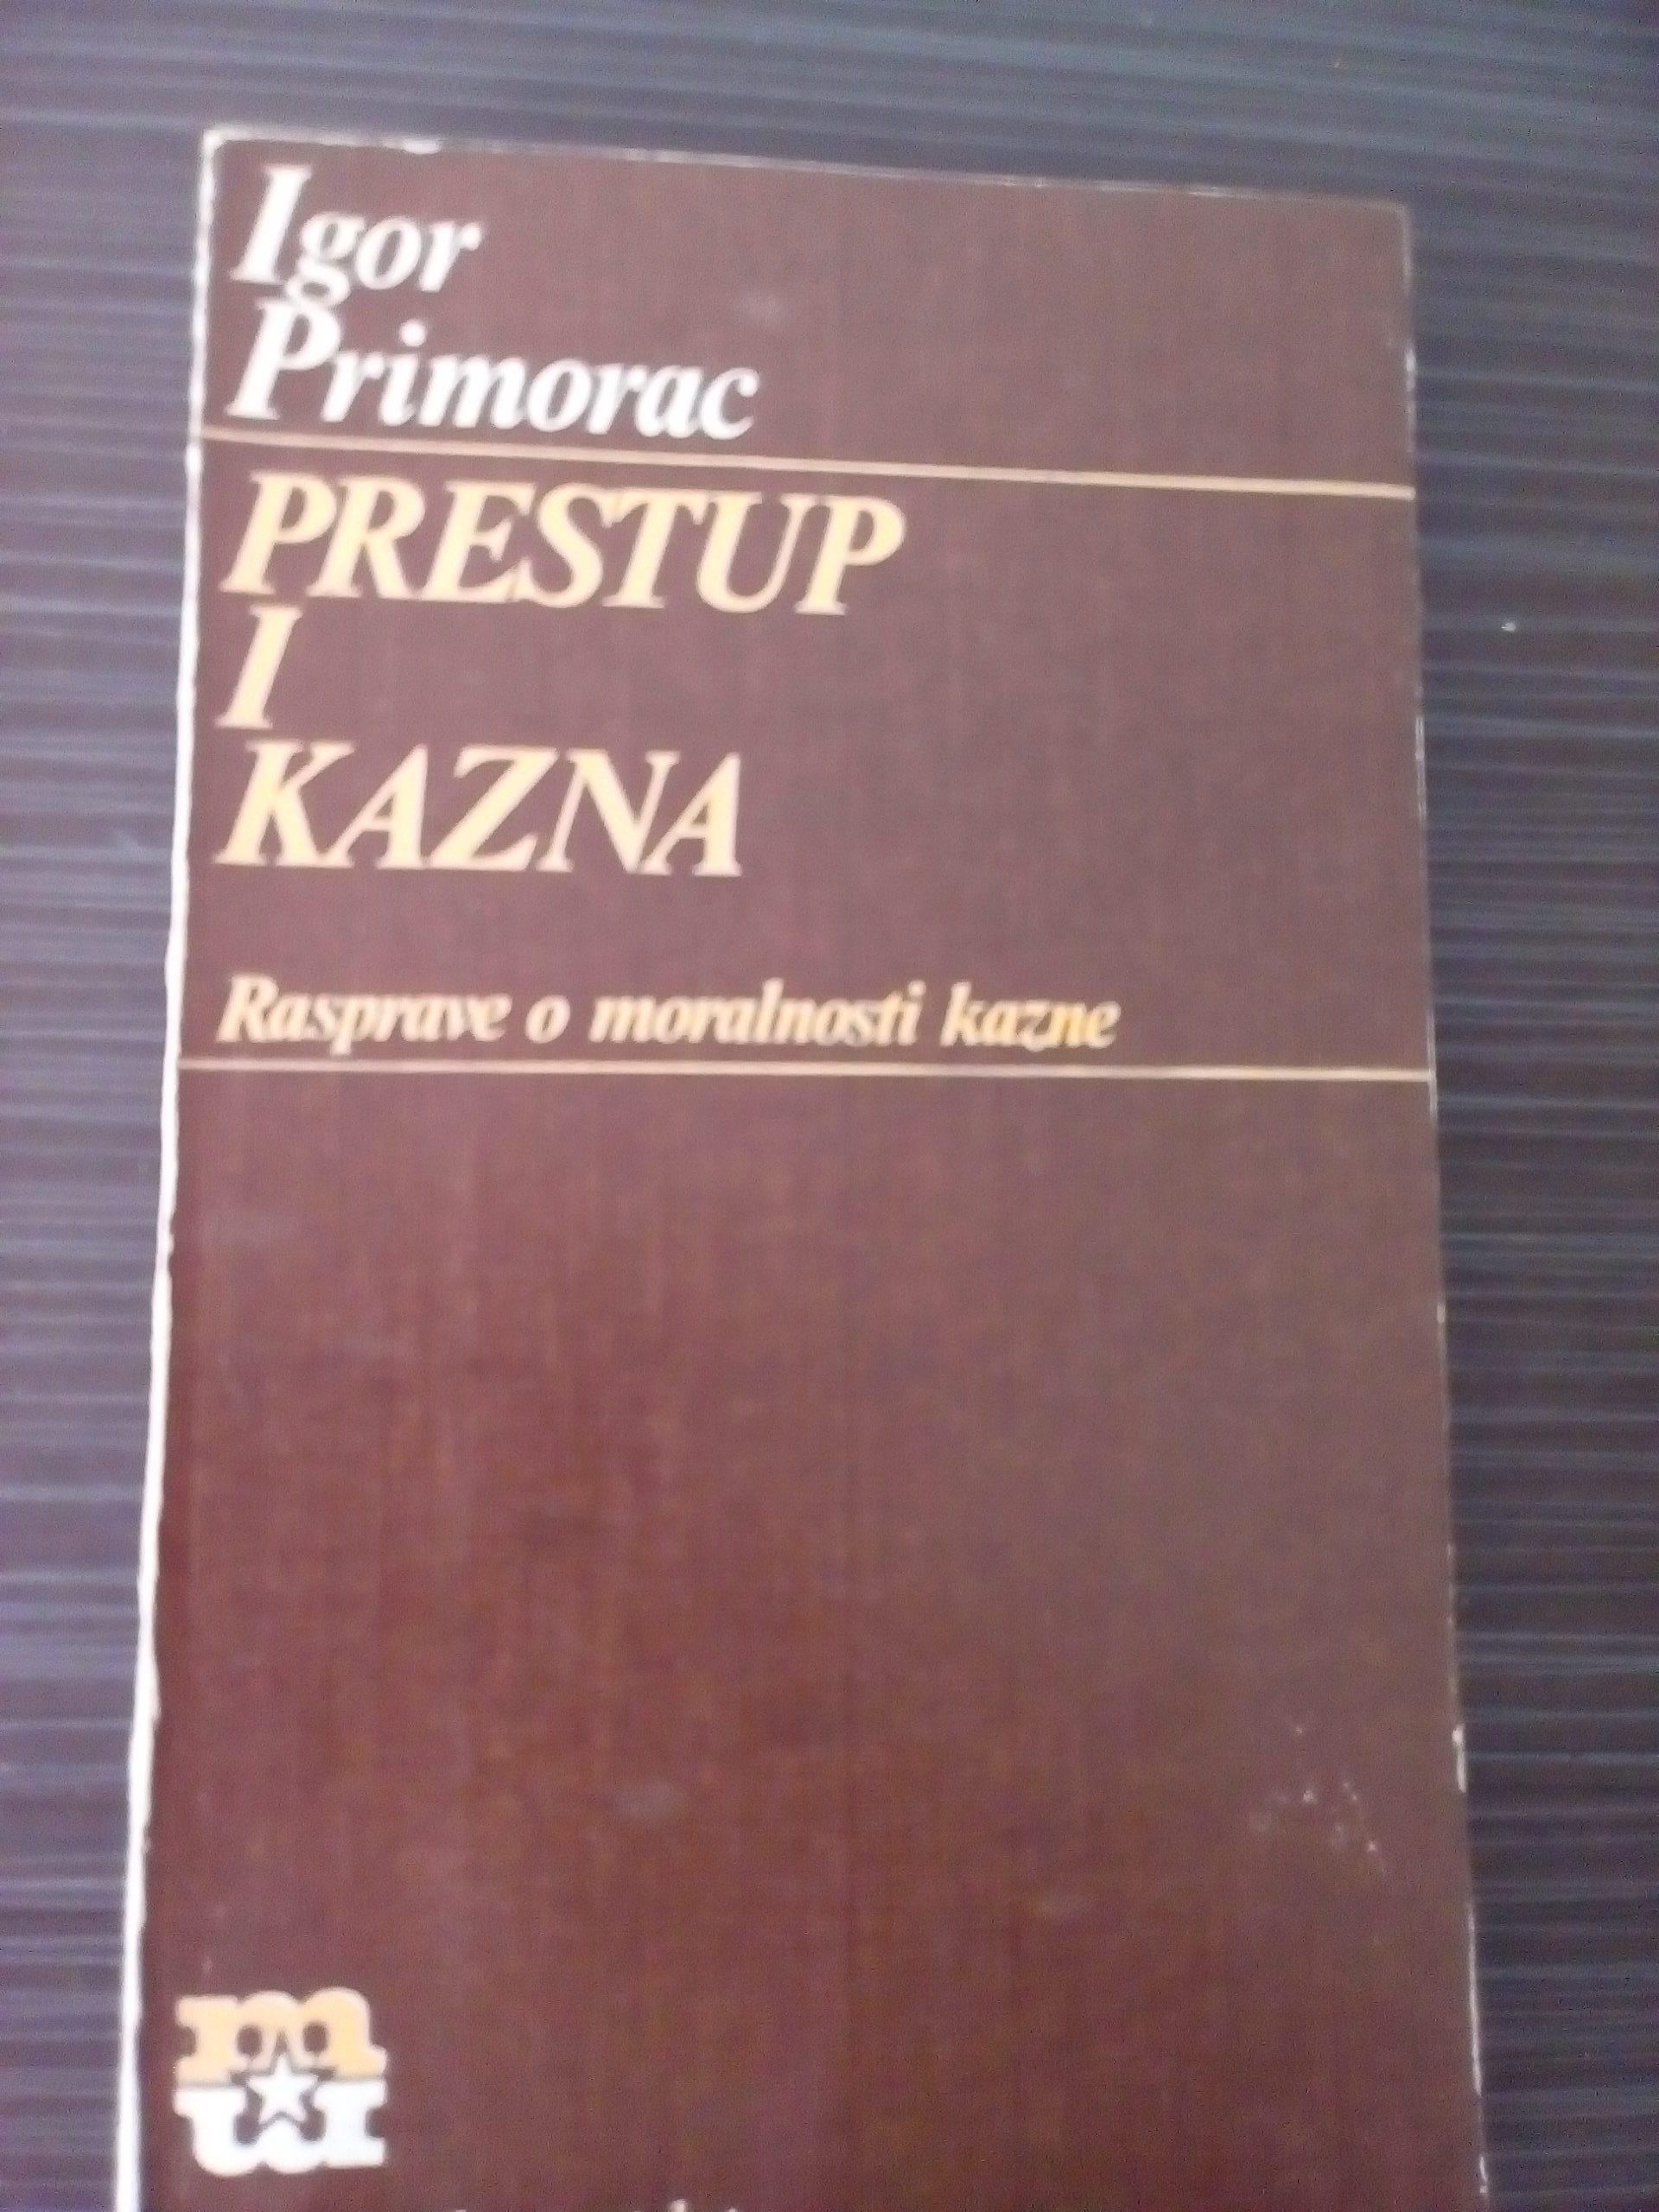 Igor
Primorac
PRESTUP
I
KAZNA
Rasprave o moralnosti kazne
m